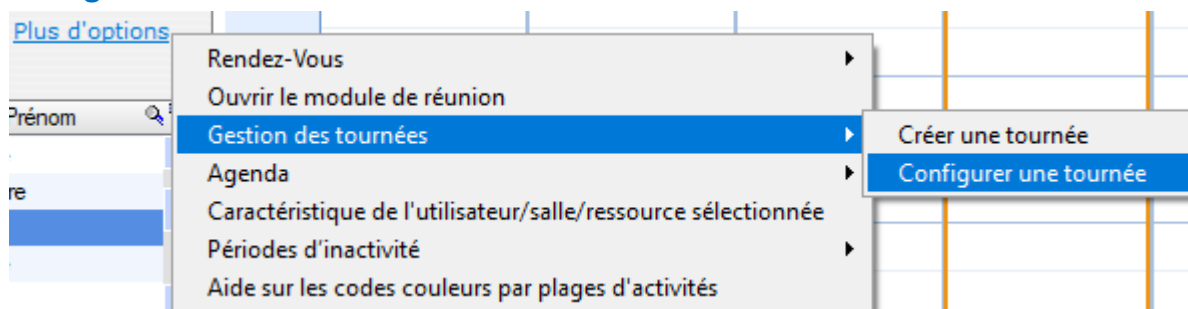 Plus d'options
Rendez-Vous
Ouvrir le module de réunion
Prénom
Gestion des tournées
Créer une tournée
Agenda
Configurer une tournée
re
Caractéristique de l'utilisateur/salle/ressource sélectionnée
Périodes d'inactivité
Aide sur les codes couleurs par plages d'activités